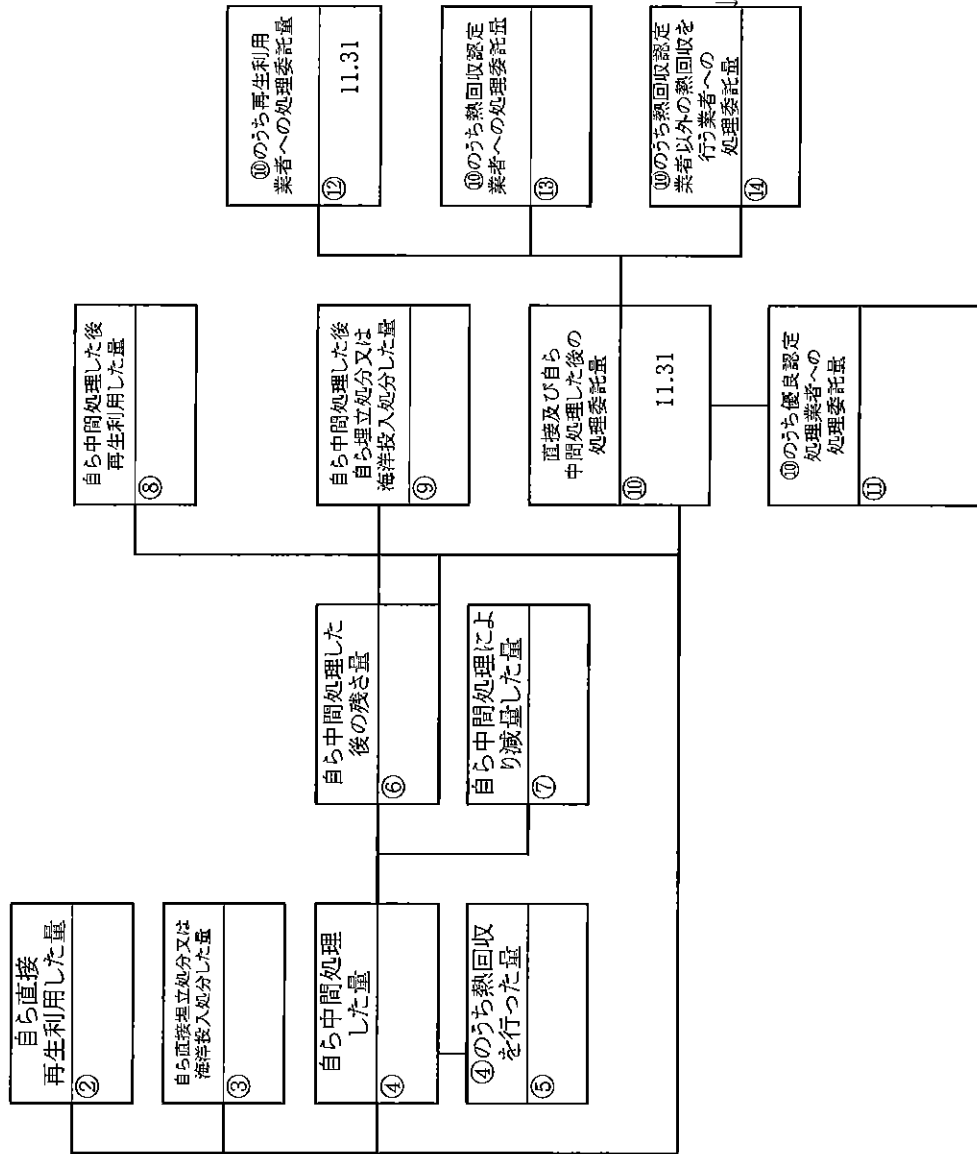 自ら直接
再生利用した量
②
自ら直接埋立処分又は
海洋投入処分した量
③
自ら中間処理
した量
④
④のうち熱回収
を行った量
⑤
自ら中間処理した
後の残さ量
⑥
自ら中間処理によ
り減量した量
⑦
自ら中間処理した後
再生利用した量
⑧
自ら中間処理した後
自ら埋立処分又は
海洋投入処分した量
⑨
直接及び自ら
中間処理した後の
処理委託量
⑩
11.31
⑩のうち優良認定
処理業者への
処理委託量
⑪
⑩のうち再生利用
業者への処理委託量
⑫
11.31
⑩のうち熱回収認定
業者への処理委託量
⑬
⑩のうち熱回収認定
業者以外の熱回収を
行う業者への
処理委託量
⑭